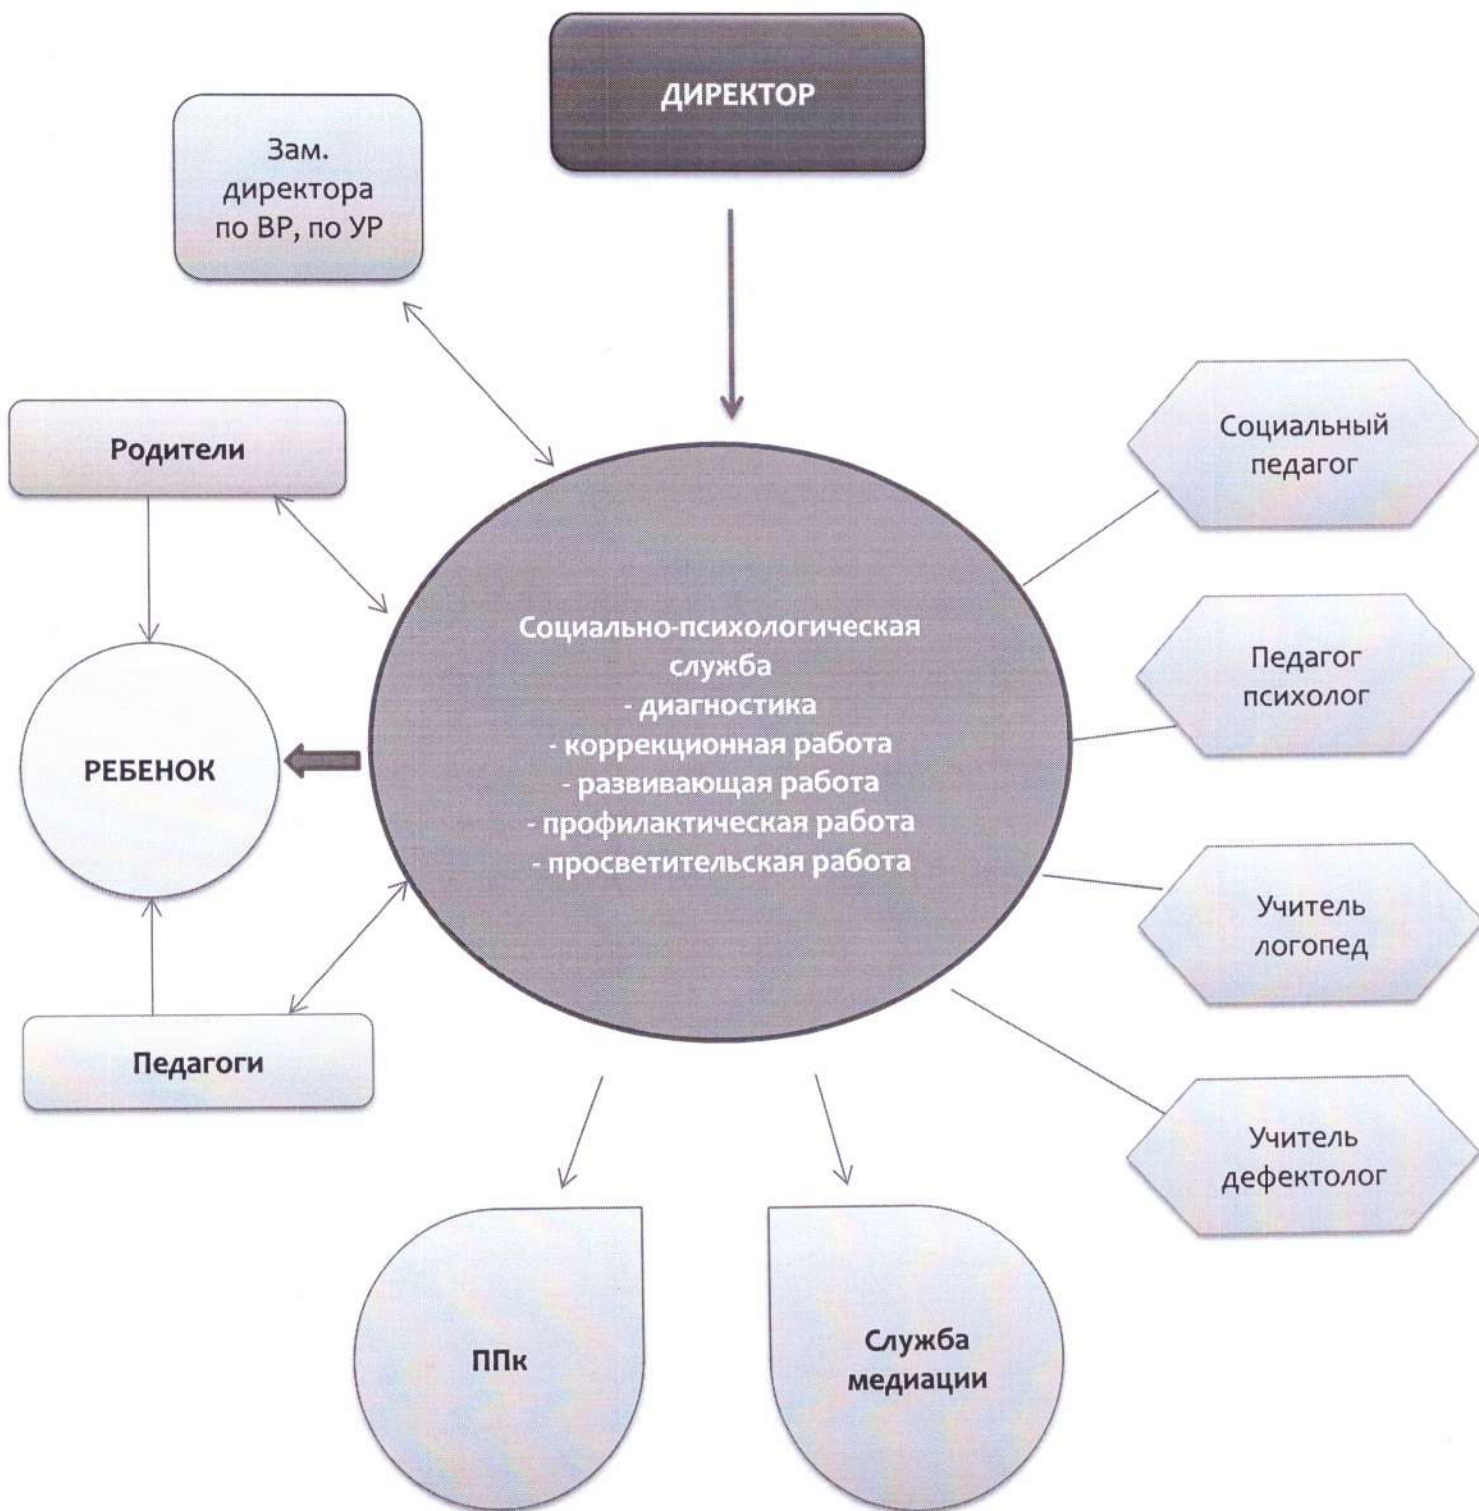 ДИРЕКТОР
Зам.
директора
по ВР, по УР
Родители
Социальный
педагог
Социально-психологическая
служба
- диагностика
- коррекционная работа
- развивающая работа
- профилактическая работа
- просветительская работа
Педагог
психолог
РЕБЕНОК
Учитель
логопед
Педагоги
Учитель
дефектолог
ППк
Служба
медиации